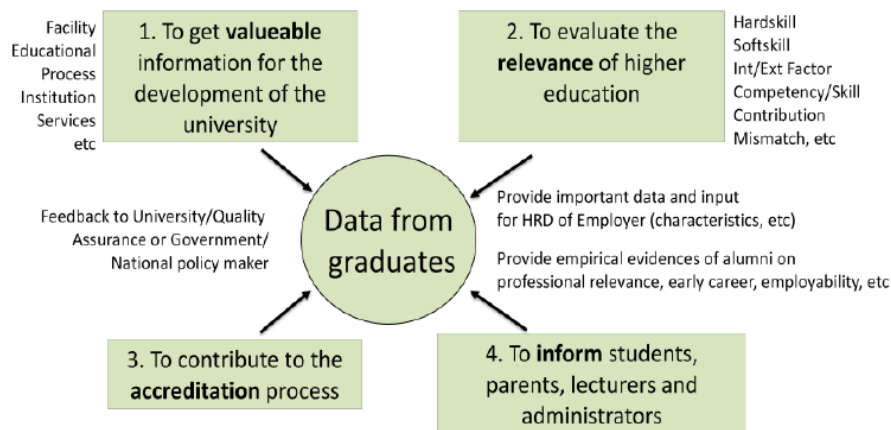 Facility
Educational
Process
Institution
Services
etc
1. To get valueable
information for the
development of the
university
2. To evaluate the
relevance of higher
education
Hardskill
Softskill
Int/Ext Factor
Competency/Skill
Contribution
Mismatch, etc
Feedback to University/Quality
Assurance or Government/
National policy maker
Data from
graduates
Provide important data and input
for HRD of Employer (characteristics, etc)
Provide empirical evidences of alumni on
professional relevance, early career, employability, etc
3. To contribute to the
accreditation process
4. To inform students,
parents, lecturers and
administrators